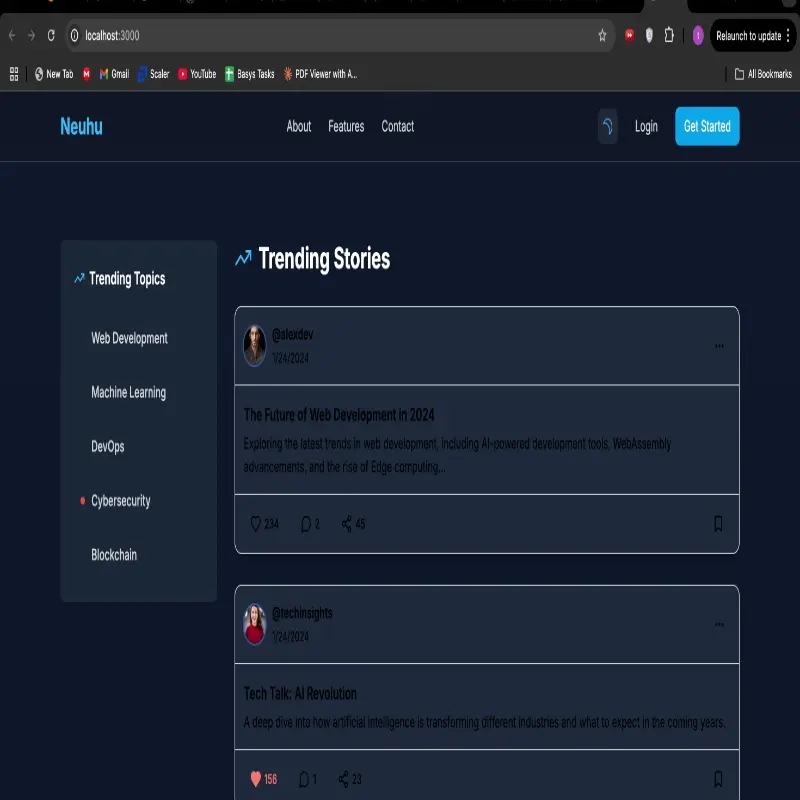 localhost:3000
Relaunch to update
New Tab
Gmail
Scaler
YouTube
Basys Tasks
PDF Viewer with A...
All Bookmarks
Neuhu
About
Features
Contact
Login
Get Started
Trending Topics
Web Development
Machine Learning
DevOps
Cybersecurity
Blockchain
Trending Stories
@alexdev
1/24/2024
The Future of Web Development in 2024
Exploring the latest trends in web development, including AI-powered development tools, WebAssembly
advancements, and the rise of Edge computing...
234
2
45
@techinsights
1/24/2024
Tech Talk: AI Revolution
A deep dive into how artificial intelligence is transforming different industries and what to expect in the coming years.
156
1
23